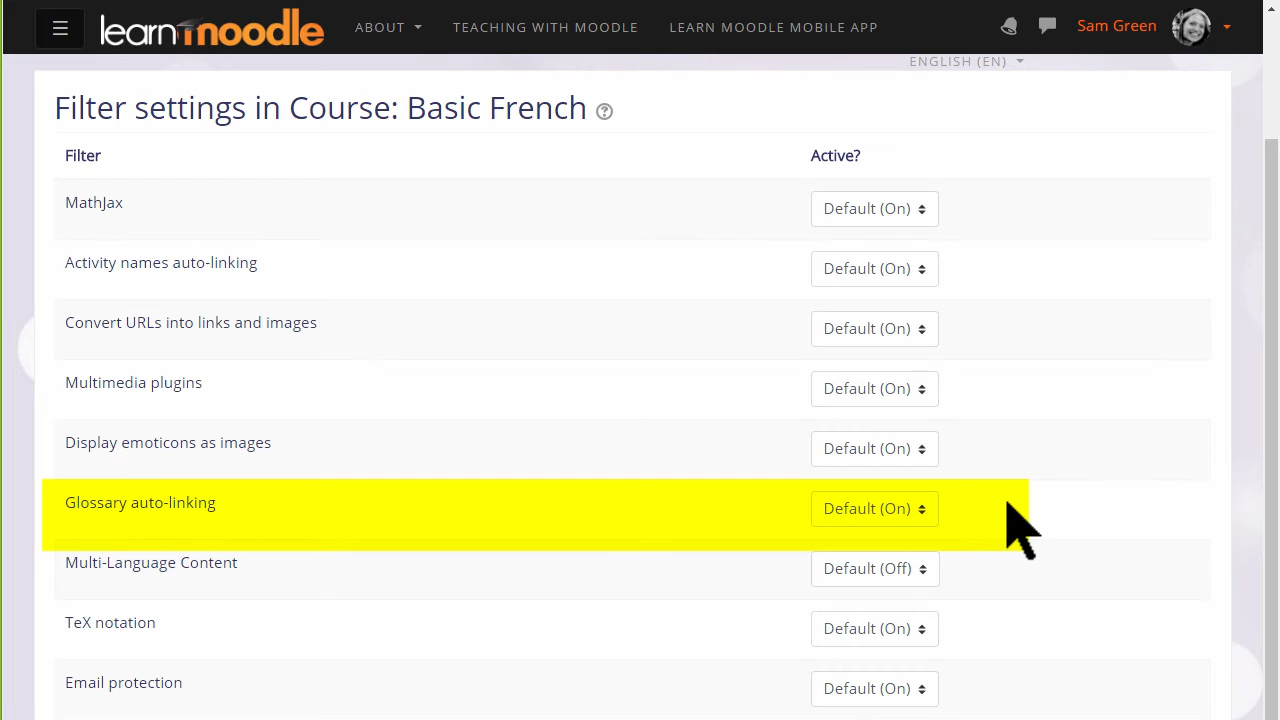 ☰ learn moodle ABOUT TEACHING WITH MOODLE LEARN MOODLE MOBILE APP Sam Green
ENGLISH (EN)
Filter settings in Course: Basic French ?
Filter Active?
MathJax Default (On)
Activity names auto-linking Default (On)
Convert URLs into links and images Default (On)
Multimedia plugins Default (On)
Display emoticons as images Default (On)
Glossary auto-linking Default (On)
Multi-Language Content Default (Off)
TeX notation Default (On)
Email protection Default (On)